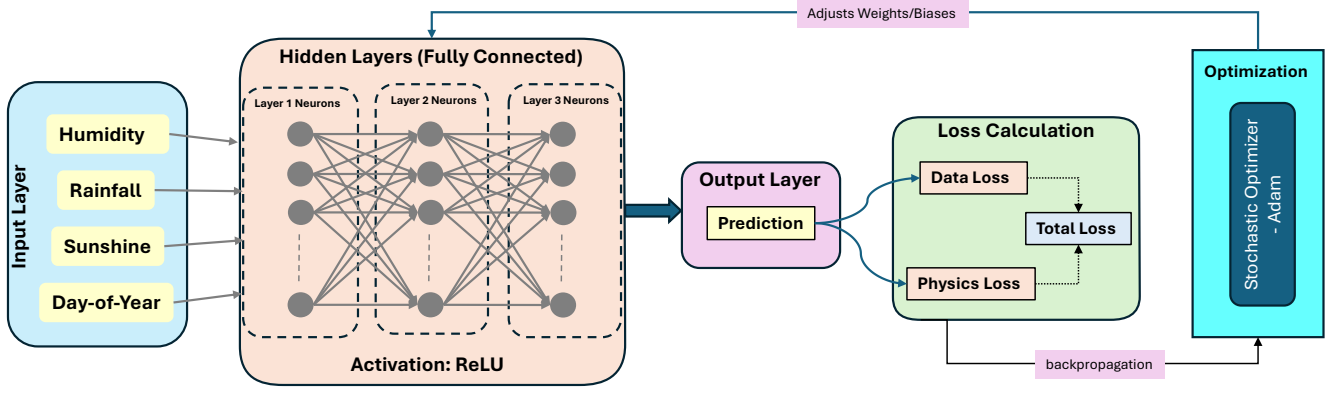 Adjusts Weights/Biases
Input Layer
Humidity
Rainfall
Sunshine
Day-of-Year
Hidden Layers (Fully Connected)
Layer 1 Neurons
Layer 2 Neurons
Layer 3 Neurons
Activation: ReLU
Output Layer
Prediction
Loss Calculation
Data Loss
Total Loss
Physics Loss
backpropagation
Optimization
Stochastic Optimizer
- Adam